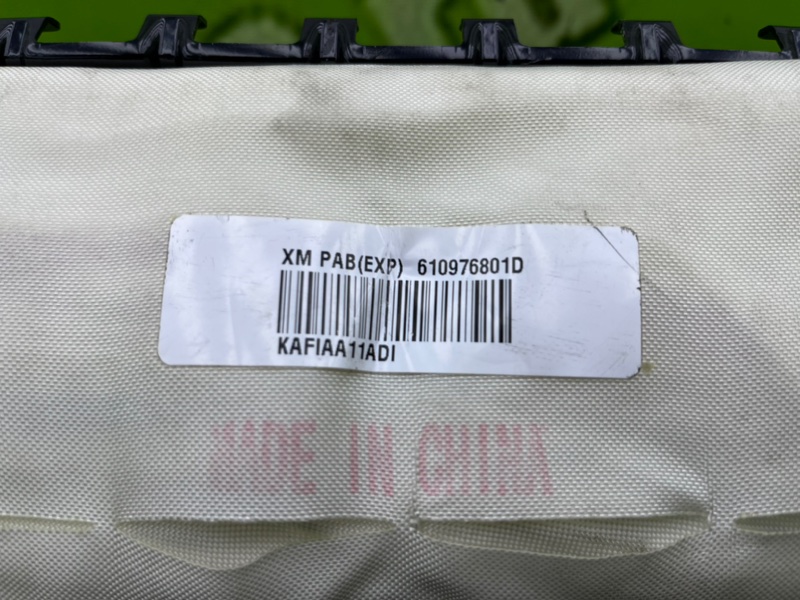 XM PAB(EXP) 610976801D
KAFIAA11ADI
MADE IN CHINA